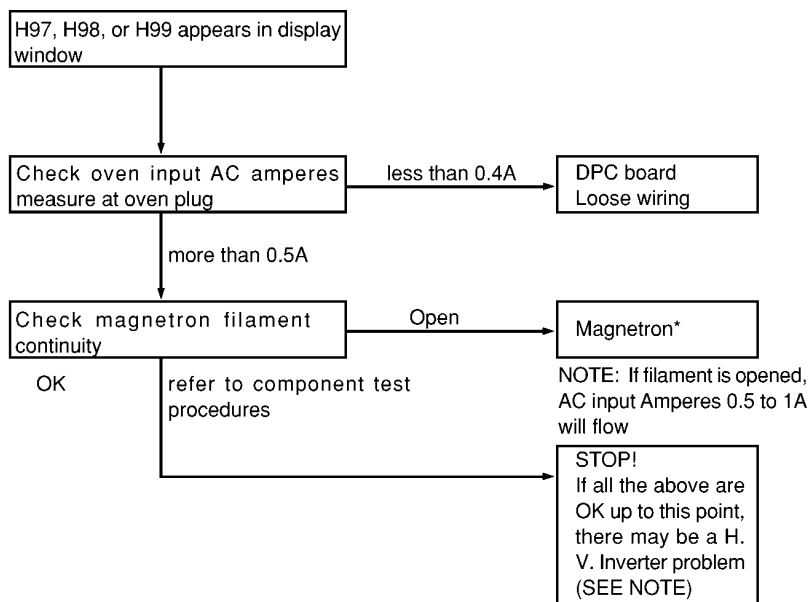 H97, H98, or H99 appears in display
window
Check oven input AC amperes
measure at oven plug
less than 0.4A
DPC board
Loose wiring
more than 0.5A
Check magnetron filament
continuity
Open
Magnetron*
OK
refer to component test
procedures
NOTE: If filament is opened,
AC input Amperes 0.5 to 1A
will flow
STOP!
If all the above are
OK up to this point,
there may be a H.
V. Inverter problem
(SEE NOTE)